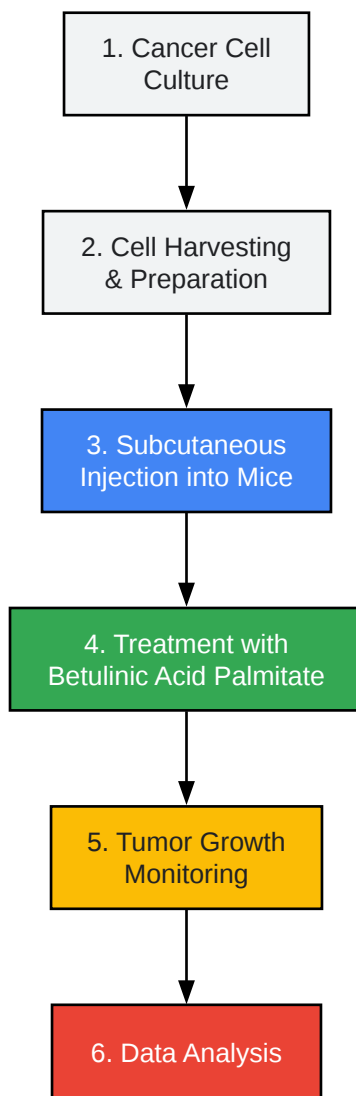 1. Cancer Cell
Culture
2. Cell Harvesting
& Preparation
3. Subcutaneous
Injection into Mice
4. Treatment with
Betulinic Acid Palmitate
5. Tumor Growth
Monitoring
6. Data Analysis